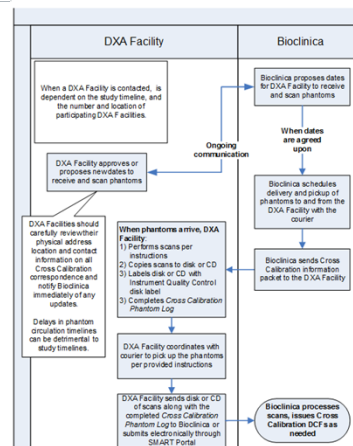 DXA Facility
Bioclinica
When a DXA Facility is contacted, is
dependent on the study timeline, and
the number and location of
participating DXA Facilities.
Bioclinica proposes dates
for DXA Facility to receive
and scan phantoms
Ongoing
communication
When dates
are agreed
upon
DXA Facility approves or
proposes newdates to
receive and scan phantoms
Bioclinica schedules
delivery and pickup of
phantoms to and from the
DXA Facility with the
courier
DXA Facilities should
carefully reviewtheir
physical address
location and contact
information on all
Cross Calibration
correspondence and
notify Bioclinica
immediately of any
updates.
Delays in phantom
circulation timelines
can be detrimental to
study timelines.
When phantoms arrive, DXA
Facility:
1) Performs scans per
instructions
2) Copies scans to disk or CD
3) Labels disk or CD with
Instrument Quality Control
disk label
3) Completes Cross Calibration
Phantom Log
Bioclinica sends Cross
Calibration information
packet to the DXA Facility
DXA Facility coordinates with
courier to pick up the phantoms
per provided instructions
DXA Facility sends disk or CD
of scans along with the
completed Cross Calibration
Phantom Log to Bioclinica or
submits electronically through
SMART Portal
Bioclinica processes
scans, issues Cross
Calibration DCFs as
needed